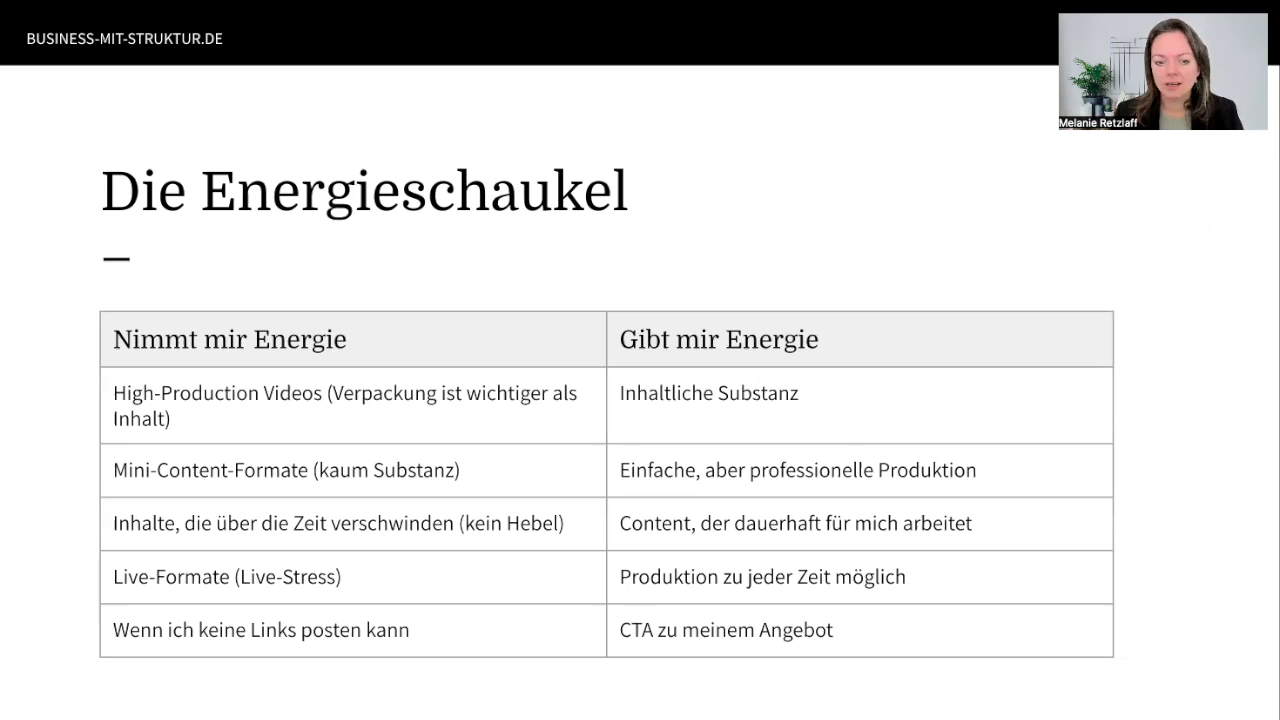 BUSINESS-MIT-STRUKTUR.DE
Melanie Retzlaff
Die Energieschaukel
Nimmt mir Energie
Gibt mir Energie
High-Production Videos (Verpackung ist wichtiger als
Inhalt)
Inhaltliche Substanz
Mini-Content-Formate (kaum Substanz)
Einfache, aber professionelle Produktion
Inhalte, die über die Zeit verschwinden (kein Hebel)
Content, der dauerhaft für mich arbeitet
Live-Formate (Live-Stress)
Produktion zu jeder Zeit möglich
Wenn ich keine Links posten kann
CTA zu meinem Angebot